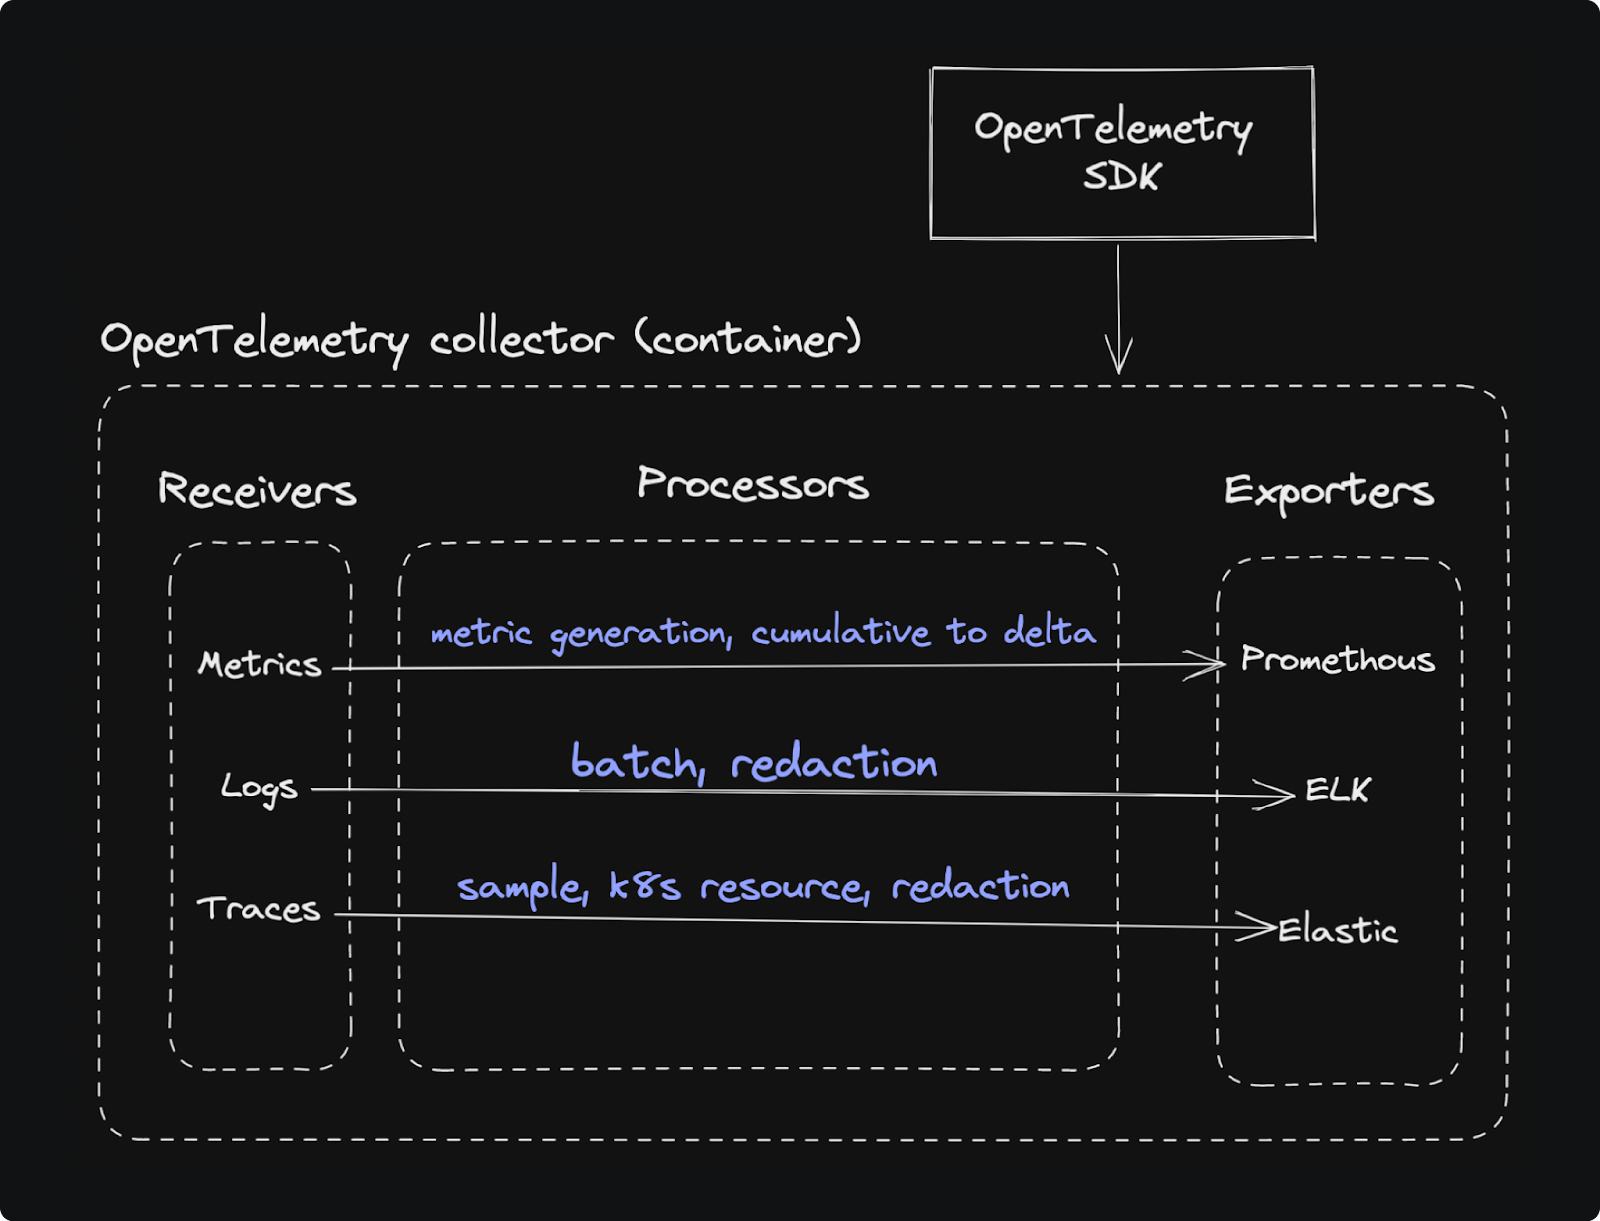 OpenTelemetry
SDK
OpenTelemetry collector (container)
Receivers
Processors
Exporters
metric generation, cumulative to delta
Metrics
Promethous
batch, redaction
Logs
ELK
sample, k8s resource, redaction
Traces
Elastic